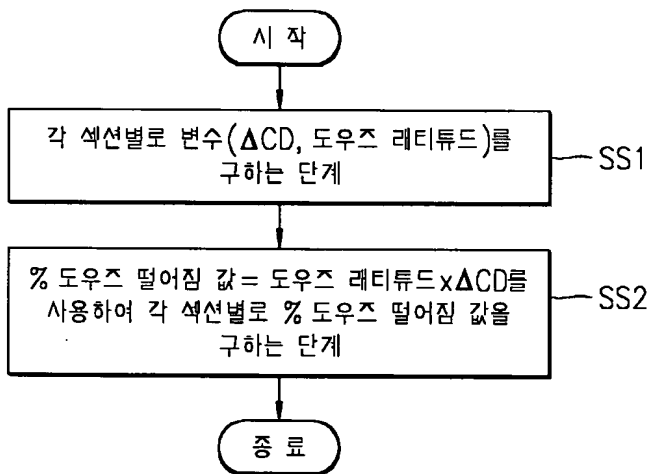 시 작
각 섹션별로 변수(ΔCD, 도우즈 래티튜드)를
구하는 단계
SS1
% 도우즈 떨어짐 값 = 도우즈 래티튜드xΔCD를
사용하여 각 섹션별로 % 도우즈 떨어짐 값을
구하는 단계
SS2
종 료